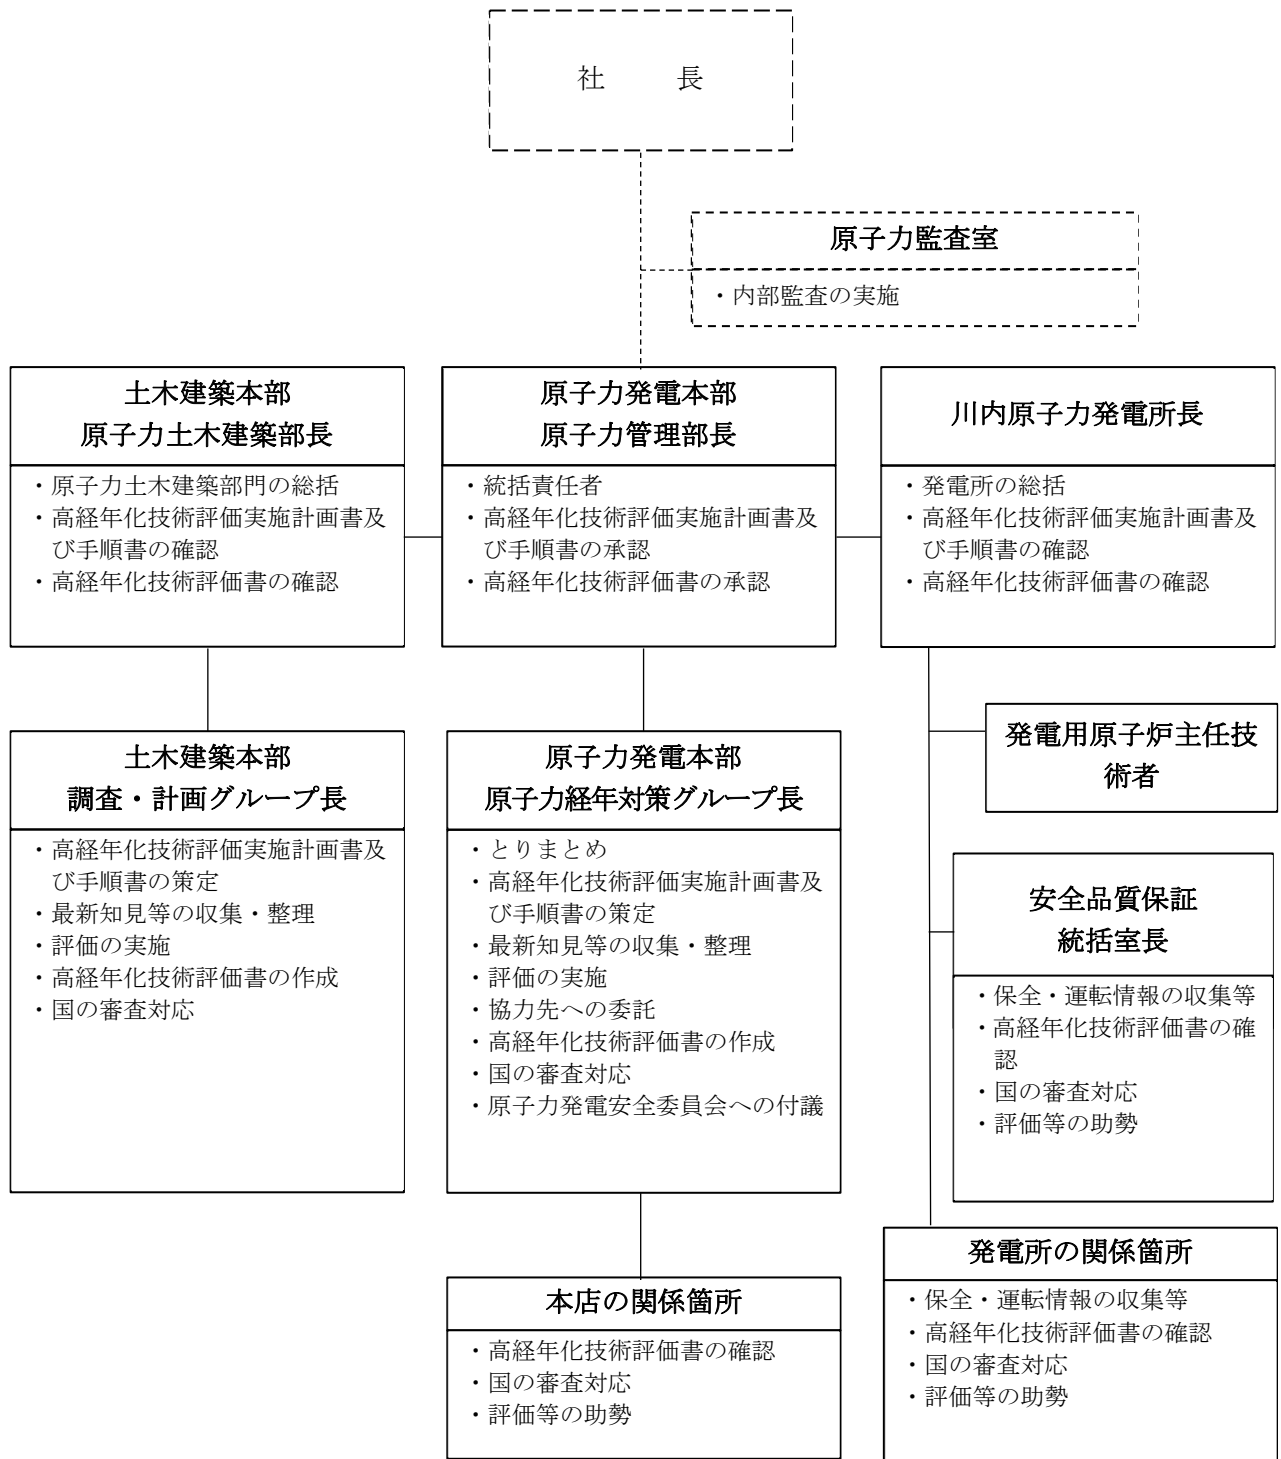 社　　長
原子力監査室
・内部監査の実施
土木建築本部
原子力土木建築部長
・原子力土木建築部門の総括
・高経年化技術評価実施計画書及
び手順書の確認
・高経年化技術評価書の確認
原子力発電本部
原子力管理部長
・統括責任者
・高経年化技術評価実施計画書及
び手順書の承認
・高経年化技術評価書の承認
川内原子力発電所長
・発電所の総括
・高経年化技術評価実施計画書及
び手順書の確認
・高経年化技術評価書の確認
土木建築本部
調査・計画グループ長
・高経年化技術評価実施計画書及
び手順書の策定
・最新知見等の収集・整理
・評価の実施
・高経年化技術評価書の作成
・国の審査対応
原子力発電本部
原子力経年対策グループ長
・とりまとめ
・高経年化技術評価実施計画書及
び手順書の策定
・最新知見等の収集・整理
・評価の実施
・協力先への委託
・高経年化技術評価書の作成
・国の審査対応
・原子力発電安全委員会への付議
発電用原子炉主任技
術者
安全品質保証
統括室長
・保全・運転情報の収集等
・高経年化技術評価書の確
認
・国の審査対応
・評価等の助勢
本店の関係箇所
・高経年化技術評価書の確認
・国の審査対応
・評価等の助勢
発電所の関係箇所
・保全・運転情報の収集等
・高経年化技術評価書の確認
・国の審査対応
・評価等の助勢